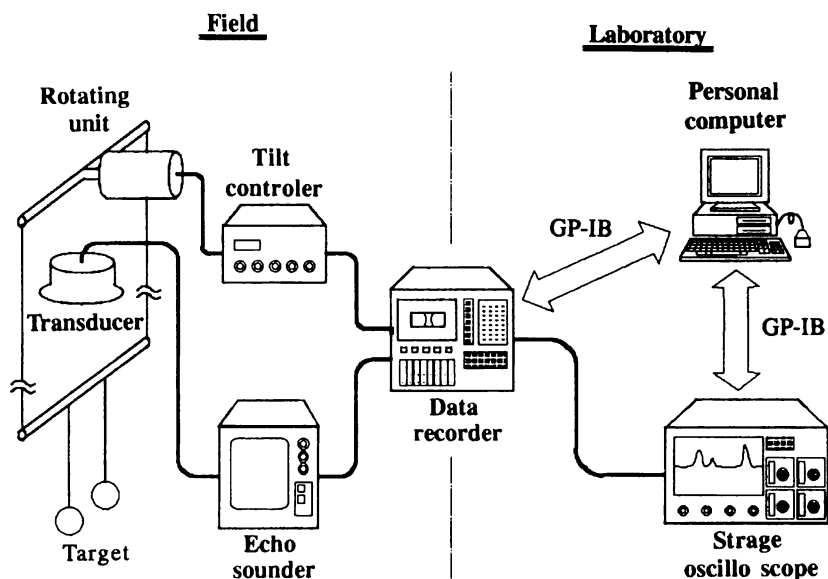 Field
Laboratory
Rotating
unit
Personal
computer
Tilt
controler
GP-IB
Transducer
GP-IB
Data
recorder
Target
Echo
sounder
Strage
oscillo scope